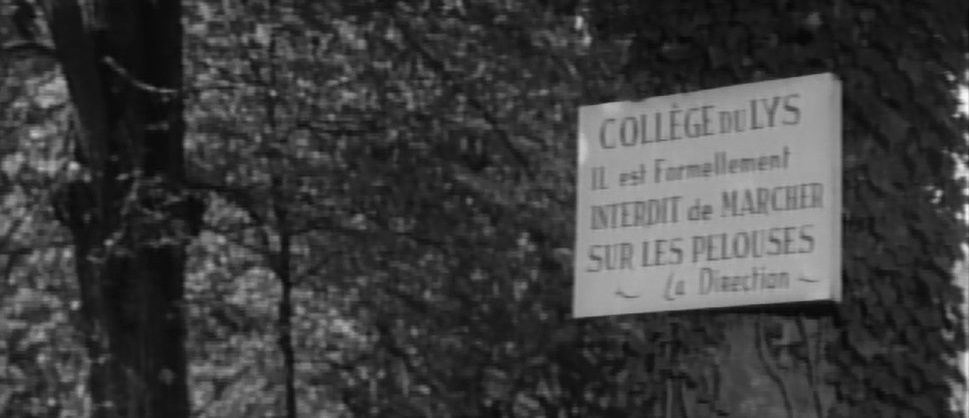 COLLÈGE DU LYS
IL est Formellement
INTERDIT de MARCHER
SUR LES PELOUSES
La Direction